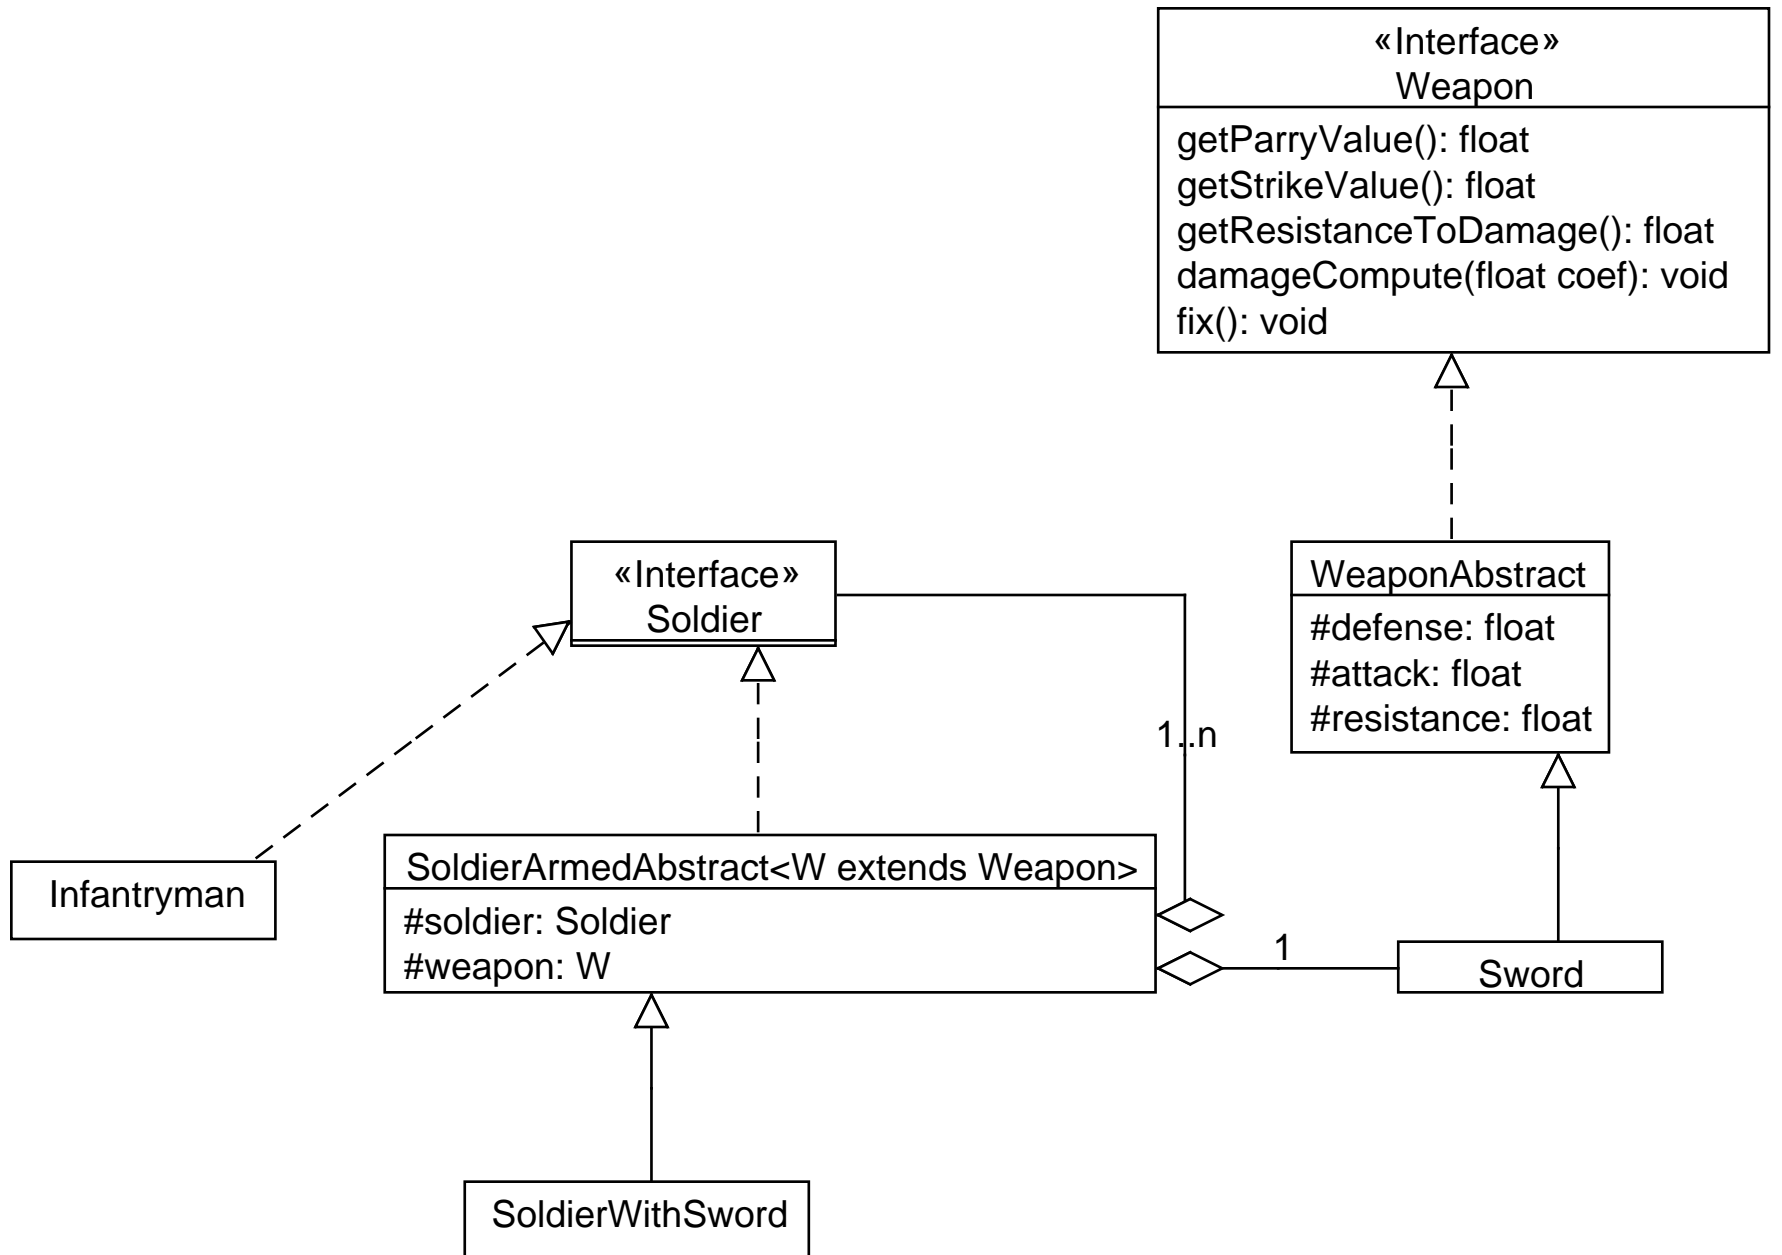 «Interface»
Weapon
getParryValue(): float
getStrikeValue(): float
getResistanceToDamage(): float
damageCompute(float coef): void
fix(): void
«Interface»
Soldier
WeaponAbstract
#defense: float
#attack: float
#resistance: float
1..n
Infantryman
SoldierArmedAbstract<W extends Weapon>
#soldier: Soldier
#weapon: W
1
Sword
SoldierWithSword